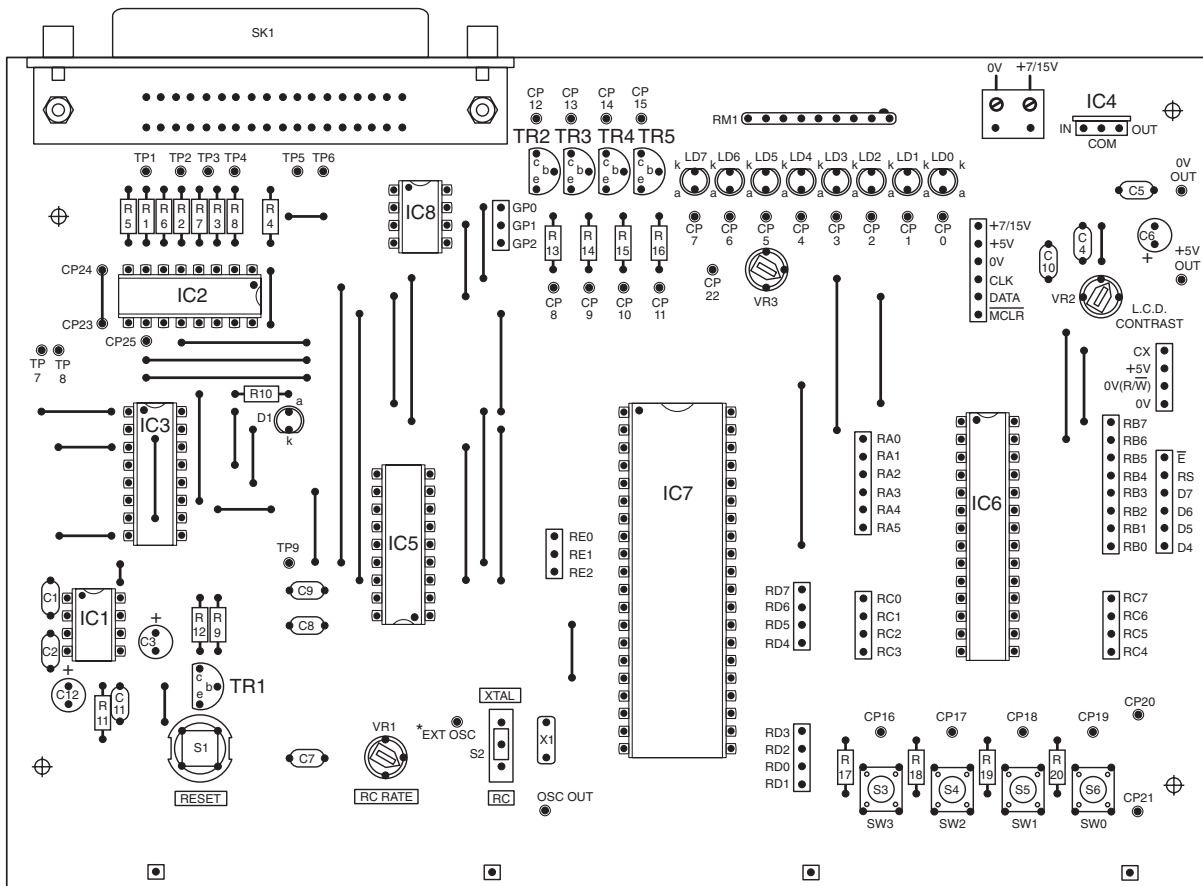 SK1
0V +7/15V
IC4
IN OUT
COM
CP 12
CP 13
CP 14
CP 15
RM1
TR2 TR3 TR4 TR5
c b e
c b e
c b e
c b e
LD7 LD6 LD5 LD4 LD3 LD2 LD1 LD0
k k k k k k k k k
a a a a a a a a a
TP1 TP2 TP3 TP4 TP5 TP6
0V OUT
C5
R5 R1 R6 R2 R7 R3 R8 R4
IC8
GP0
GP1
GP2
R13 R14 R15 R16
CP 7
CP 6
CP 5
CP 4
CP 3
CP 2
CP 1
CP 0
+7/15V
+5V
0V
CLK
DATA
MCLR
C10
C4
C6
+
+5V OUT
CP24
IC2
CP23
CP25
CP 8
CP 9
CP 10
CP 11
CP 22
VR3
VR2
L.C.D.
CONTRAST
TP 7
TP 8
CX
+5V
0V(R/W)
0V
R10
D1
a
k
IC3
IC5
IC7
IC6
RA0
RA1
RA2
RA3
RA4
RA5
RB7
RB6
RB5
RB4
RB3
RB2
RB1
RB0
E
RS
D7
D6
D5
D4
TP9
RE0
RE1
RE2
C9
C8
C1
IC1
C2
+
C3
R12
R9
RD7
RD6
RD5
RD4
RC0
RC1
RC2
RC3
RC7
RC6
RC5
RC4
+
C12
R11
C11
c b e
TR1
S1
RESET
C7
VR1
RC RATE
*EXT OSC
XTAL
S2
RC
X1
OSC OUT
RD3
RD2
RD0
RD1
CP16 CP17 CP18 CP19 CP20
R17 R18 R19 R20
S3 S4 S5 S6
SW3 SW2 SW1 SW0
CP21